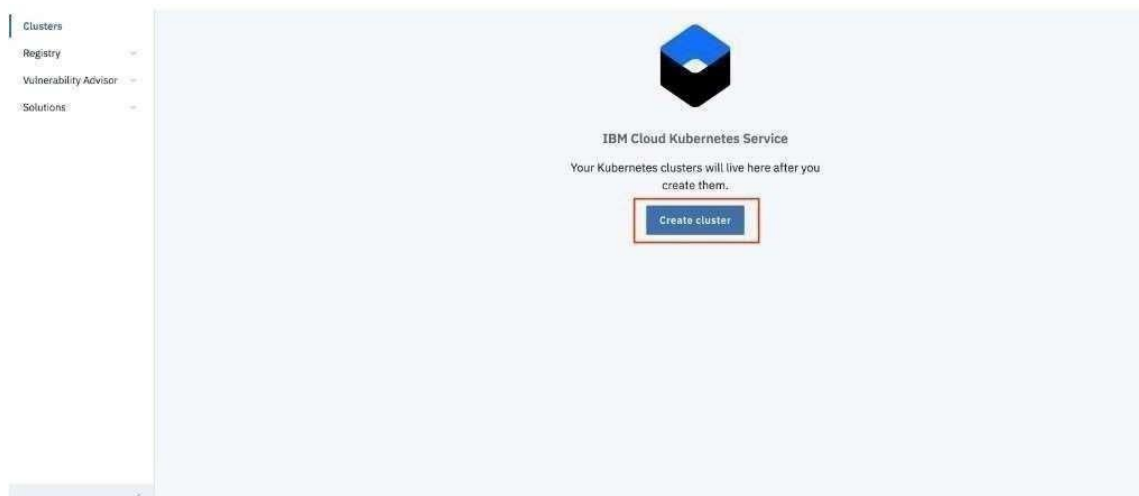 Clusters
Registry
Vulnerability Advisor
Solutions
IBM Cloud Kubernetes Service
Your Kubernetes clusters will live here after you
create them.
Create cluster